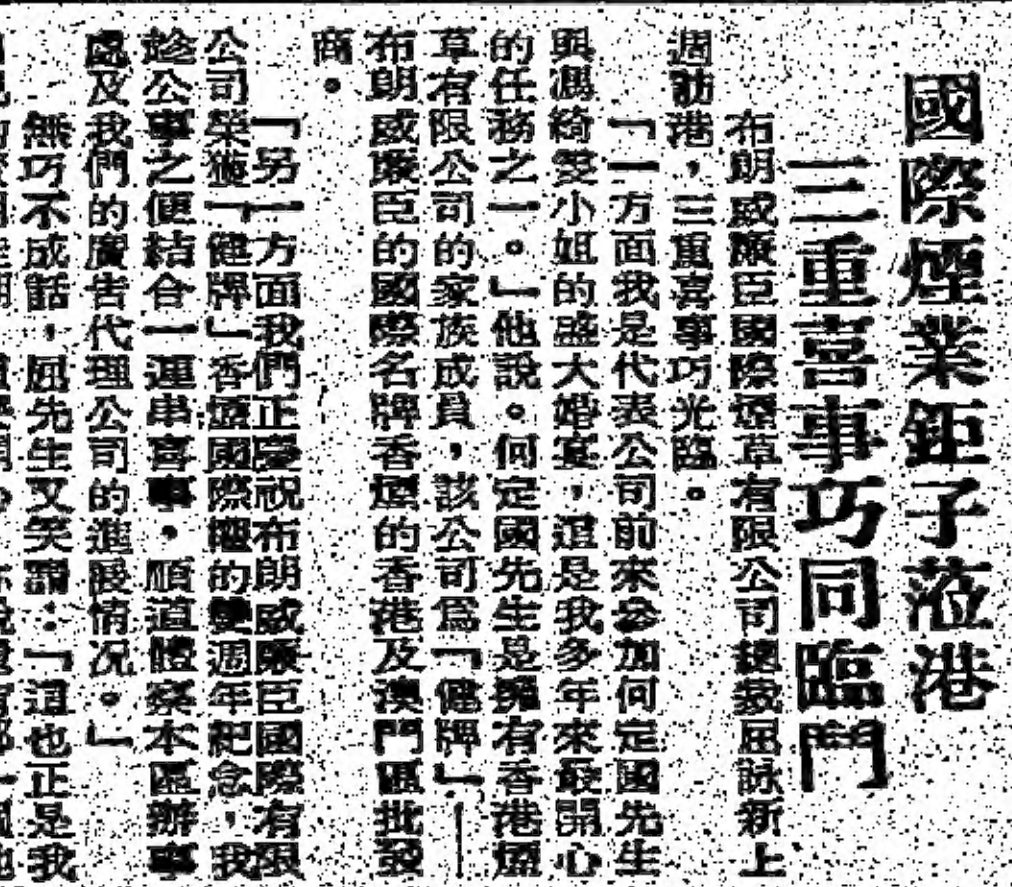 國際煙業鉅子蒞港
三重喜事巧同臨門
布朗威廉臣國際煙草有限公司總裁屈詠新上
週訪港，三重喜事巧光臨。
「一方面我是代表公司前來參加何定國先生
與馮綺雯小姐的盛大婚宴，這是我多年來最開心
的任務之一。」他說。何定國先生是擁有香港煙
草有限公司的家族成員，該公司為「健牌」——
布朗威廉臣的國際名牌香煙的香港及澳門區批發
商。
「另一方面我們正慶祝布朗威廉臣國際有限
公司榮獲「健牌」香煙國際權的雙週年紀念，我
趁公事之便結合一連串喜事。順道體察本區辦事
處及我們的廣告代理公司的進展情況。」
無巧不成話，屈先生又笑謂：「這也正是我